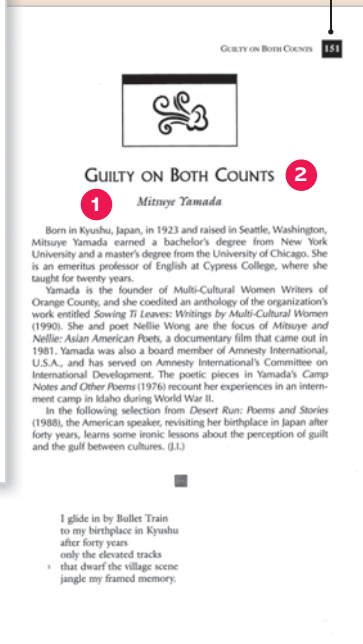 GUILTY ON BOTH COUNTS 151
GUILTY ON BOTH COUNTS 2
1 Mitsuye Yamada
Born in Kyushu, Japan, in 1923 and raised in Seattle, Washington,
Mitsuye Yamada earned a bachelor's degree from New York
University and a master's degree from the University of Chicago. She
is an emeritus professor of English at Cypress College, where she
taught for twenty years.
Yamada is the founder of Multi-Cultural Women Writers of
Orange County, and she coedited an anthology of the organization's
work entitled Sowing Ti Leaves: Writings by Multi-Cultural Women
(1990). She and poet Nellie Wong are the focus of Mitsuye and
Nellie: Asian American Poets, a documentary film that came out in
1981. Yamada was also a board member of Amnesty International,
U.S.A., and has served on Amnesty International's Committee on
International Development. The poetic pieces in Yamada's Camp
Notes and Other Poems (1976) recount her experiences in an intern-
ment camp in Idaho during World War II.
In the following selection from Desert Run: Poems and Stories
(1988), the American speaker, revisiting her birthplace in Japan after
forty years, learns some ironic lessons about the perception of guilt
and the gulf between cultures. (J.I.)
I glide in by Bullet Train
to my birthplace in Kyushu
after forty years
only the elevated tracks
5 that dwarf the village scene
jangle my framed memory.